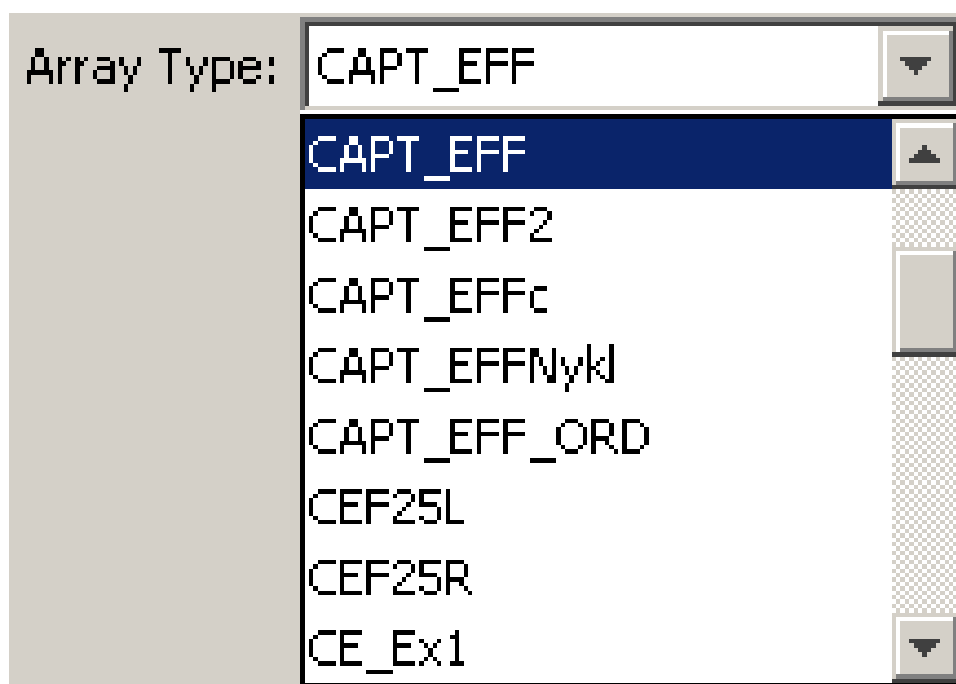 Array Type: CAPT_EFF
CAPT_EFF
CAPT_EFF2
CAPT_EFFc
CAPT_EFFNykl
CAPT_EFF_ORD
CEF25L
CEF25R
CE_Ex1